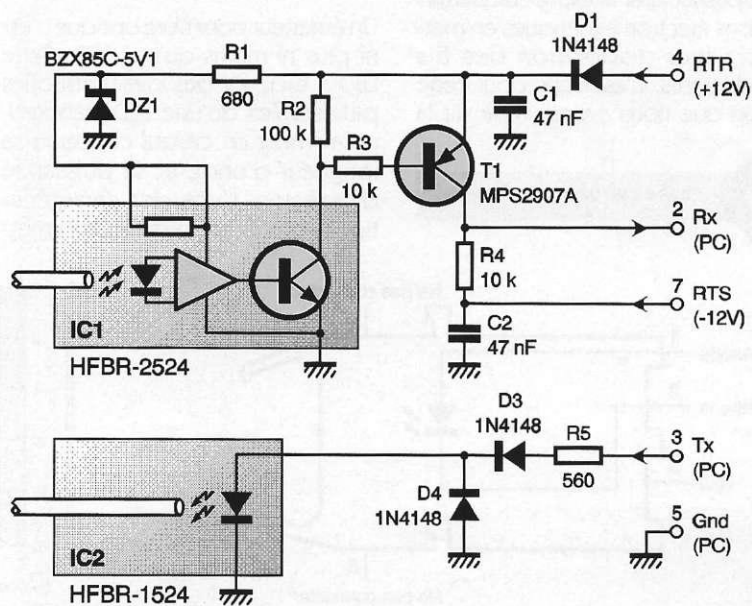 BZX85C-5V1
DZ1
R1
680
R2
100 k
R3
10 k
C1
47 nF
D1
1N4148
4
RTR
(+12V)
T1
MPS2907A
2
Rx
(PC)
R4
10 k
7
RTS
(-12V)
C2
47 nF
IC1
HFBR-2524
D3
1N4148
R5
560
3
Tx
(PC)
D4
1N4148
5
Gnd
(PC)
IC2
HFBR-1524